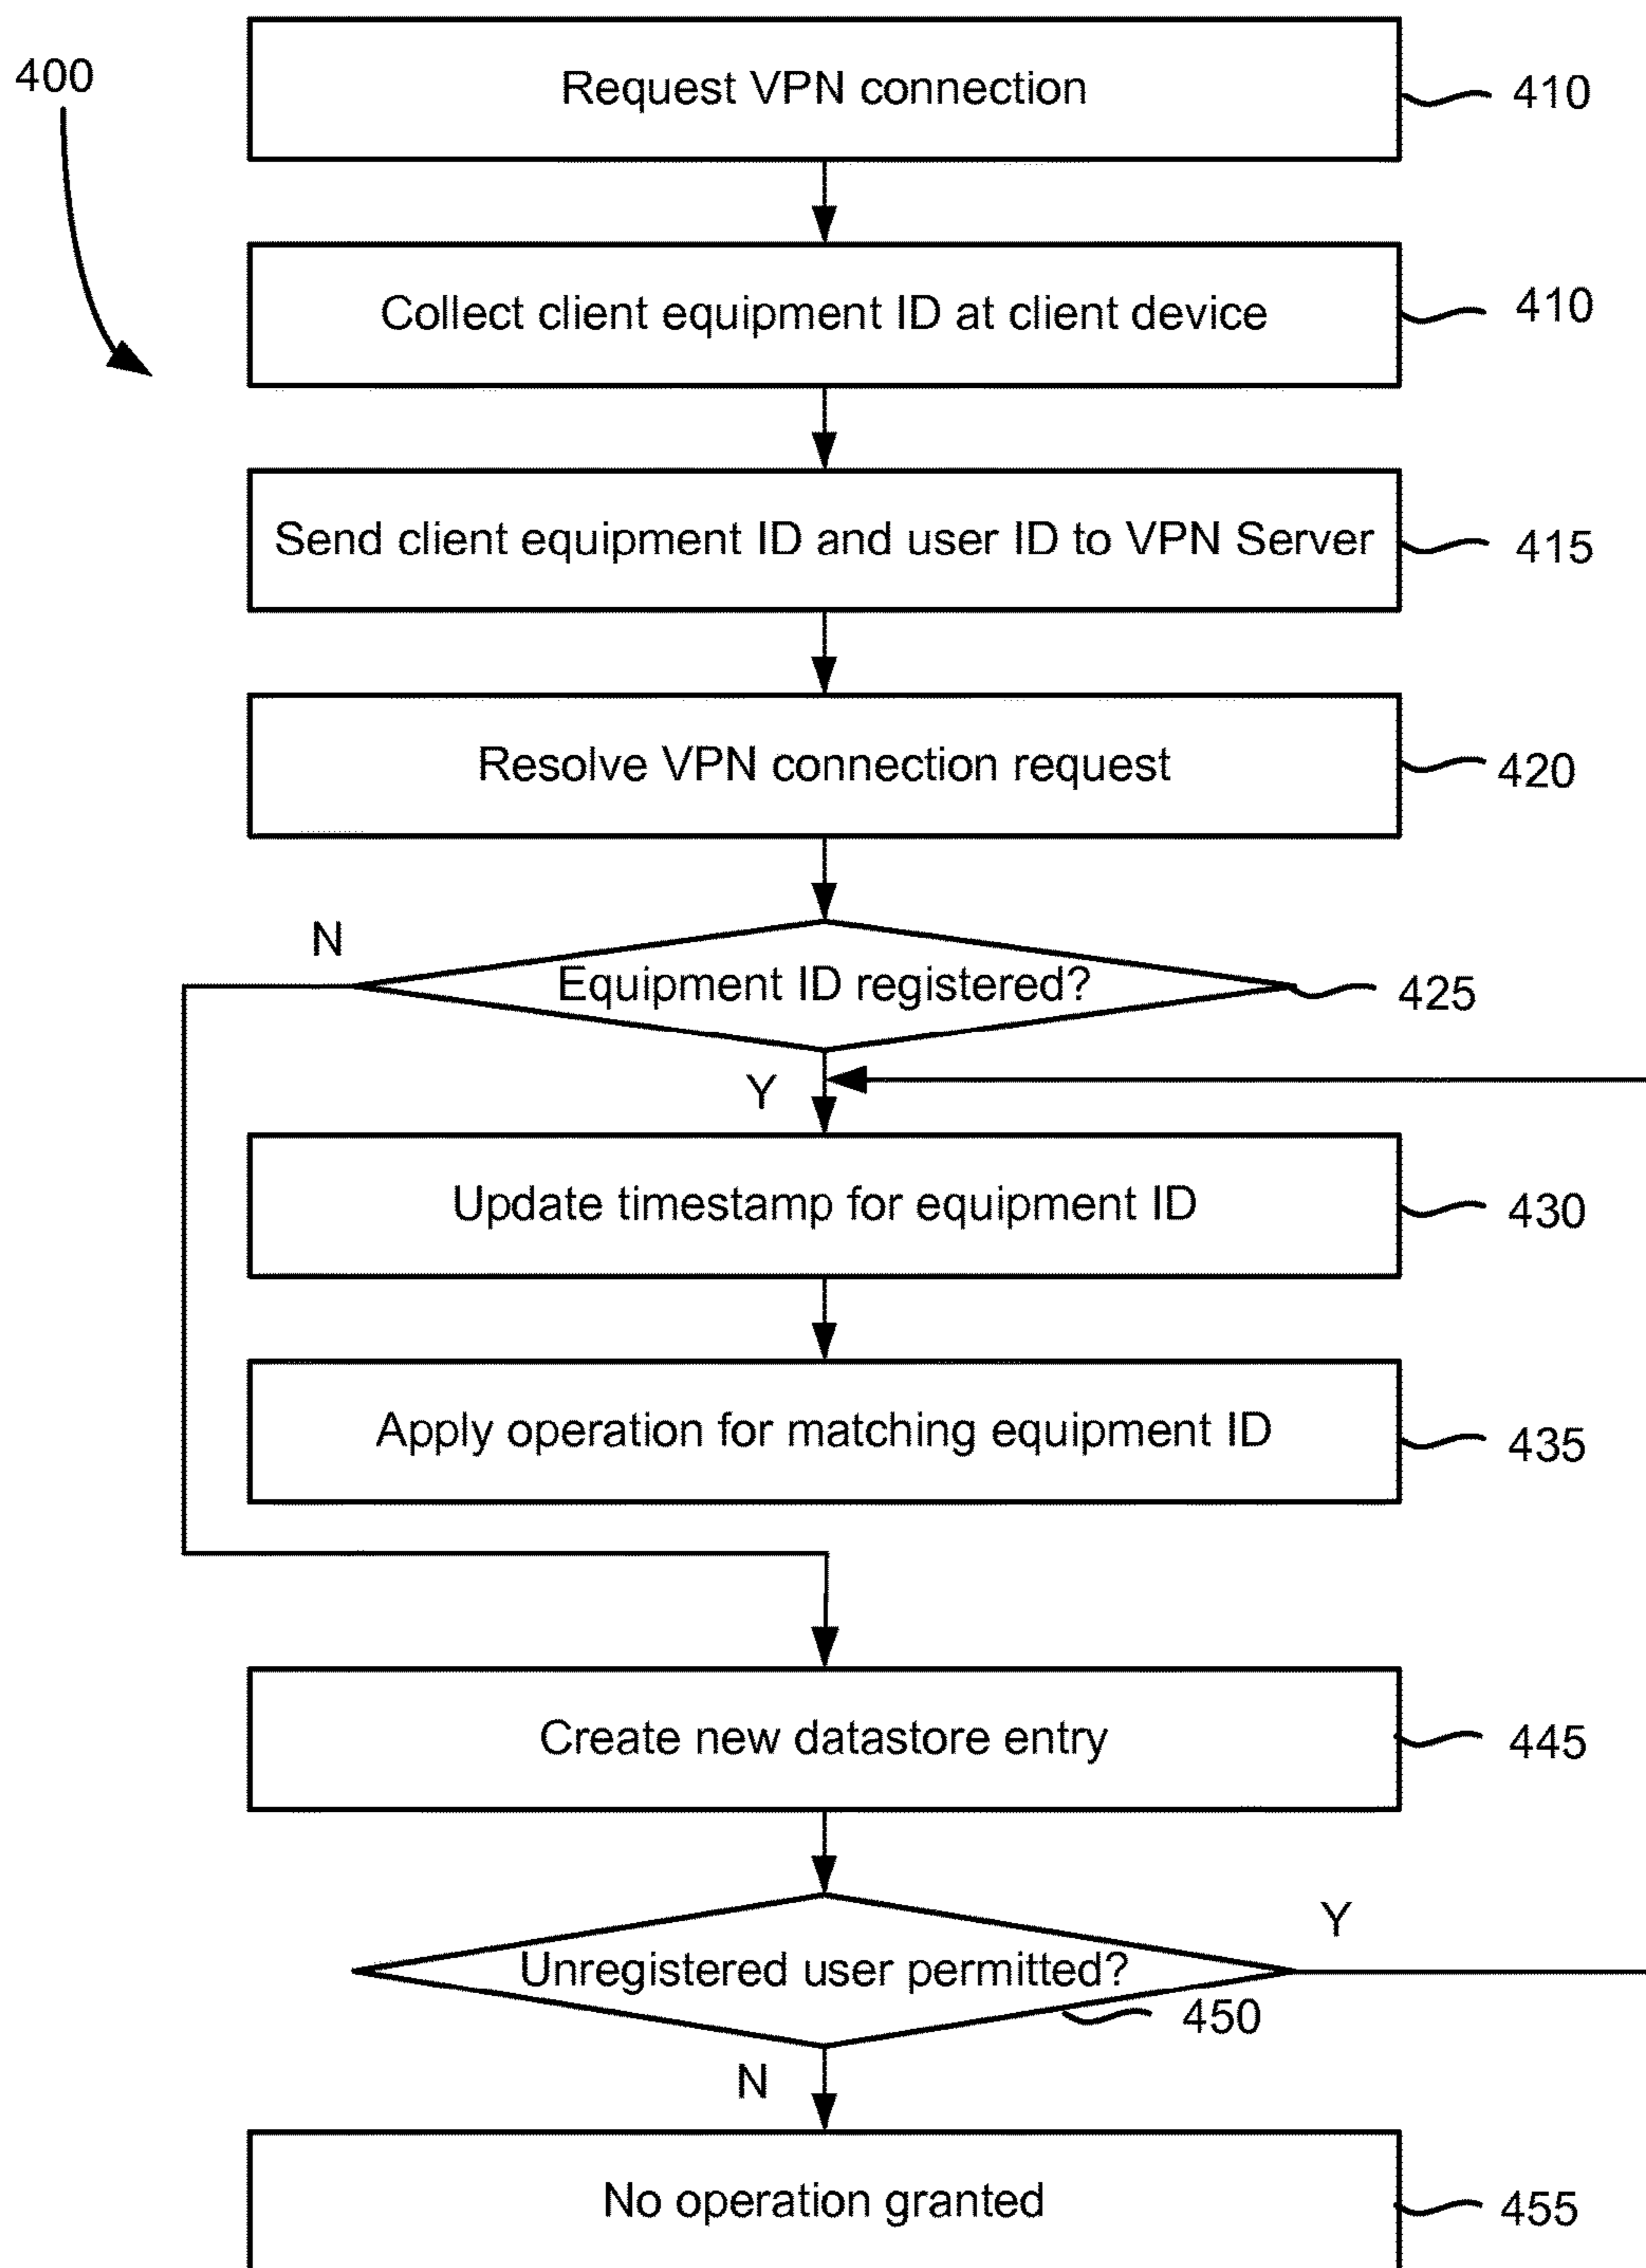 400
Request VPN connection
410
Collect client equipment ID at client device
410
Send client equipment ID and user ID to VPN Server
415
Resolve VPN connection request
420
N
Equipment ID registered?
425
Y
Update timestamp for equipment ID
430
Apply operation for matching equipment ID
435
Create new datastore entry
445
Y
Unregistered user permitted?
450
N
No operation granted
455